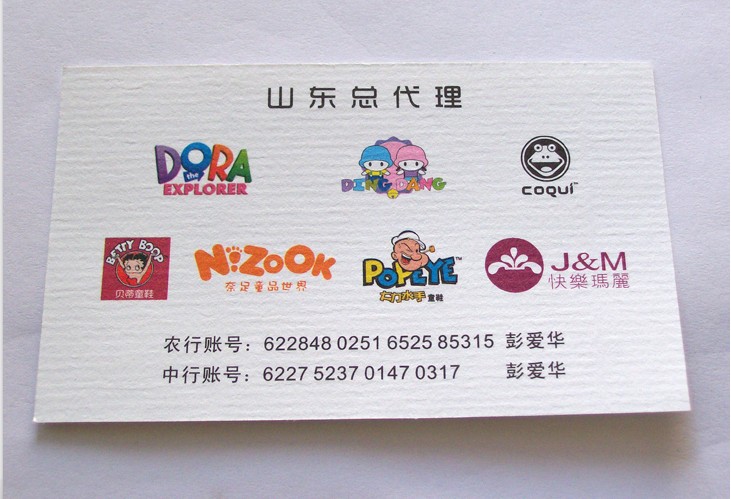 山东总代理
DORA the EXPLORER
DING DANG
COQUI™
BETTY BOOP
贝蒂童鞋
NiZOOK
奈足童品世界
POPEYE™
大力水手 童鞋
J&M
快樂瑪麗
农行账号：622848 0251 6525 85315 彭爱华
中行账号：6227 5237 0147 0317 彭爱华